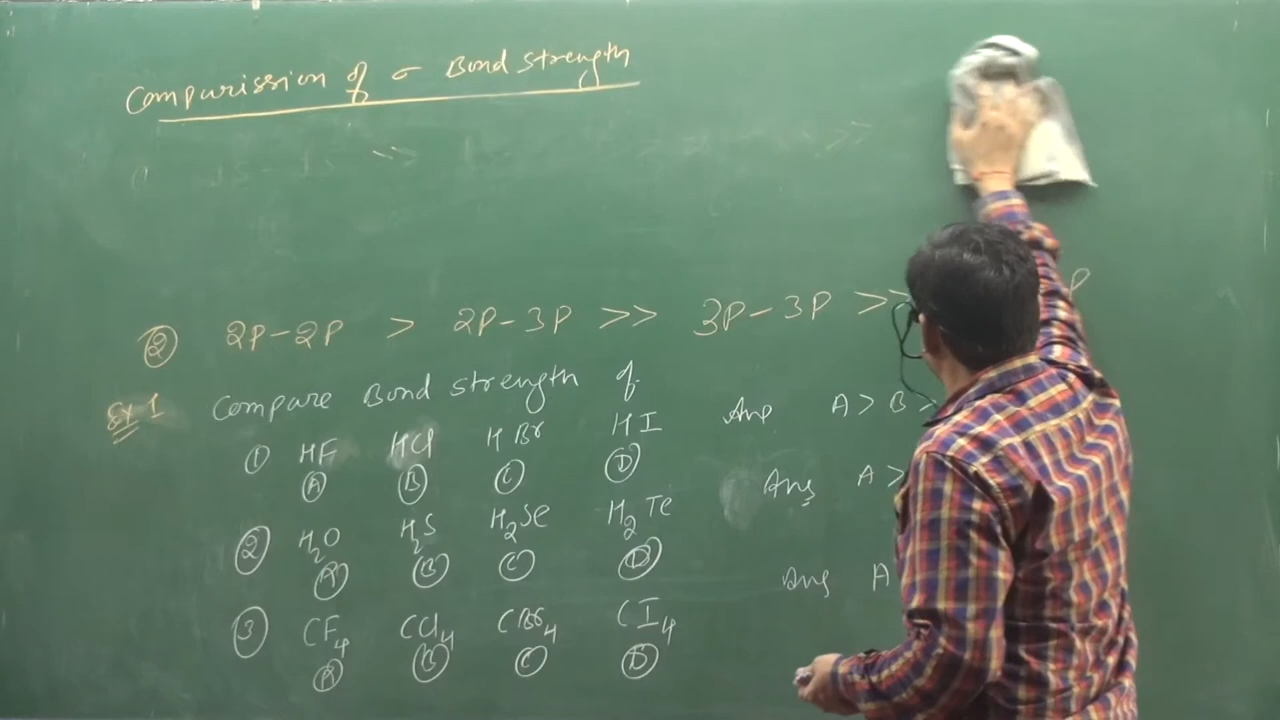 Comparission of σ Bond strength
② 2P-2P > 2P-3P >> 3P-3P >> P
Ex-1 Compare Bond strength of
① HF HCl HBr HI Ans A > B >
Ⓐ Ⓑ Ⓒ Ⓓ
② H₂O H₂S H₂Se H₂Te Ans A >
Ⓐ Ⓑ Ⓒ Ⓓ
③ CF₄ CCl₄ CBr₄ CI₄ Ans A
Ⓐ Ⓑ Ⓒ Ⓓ